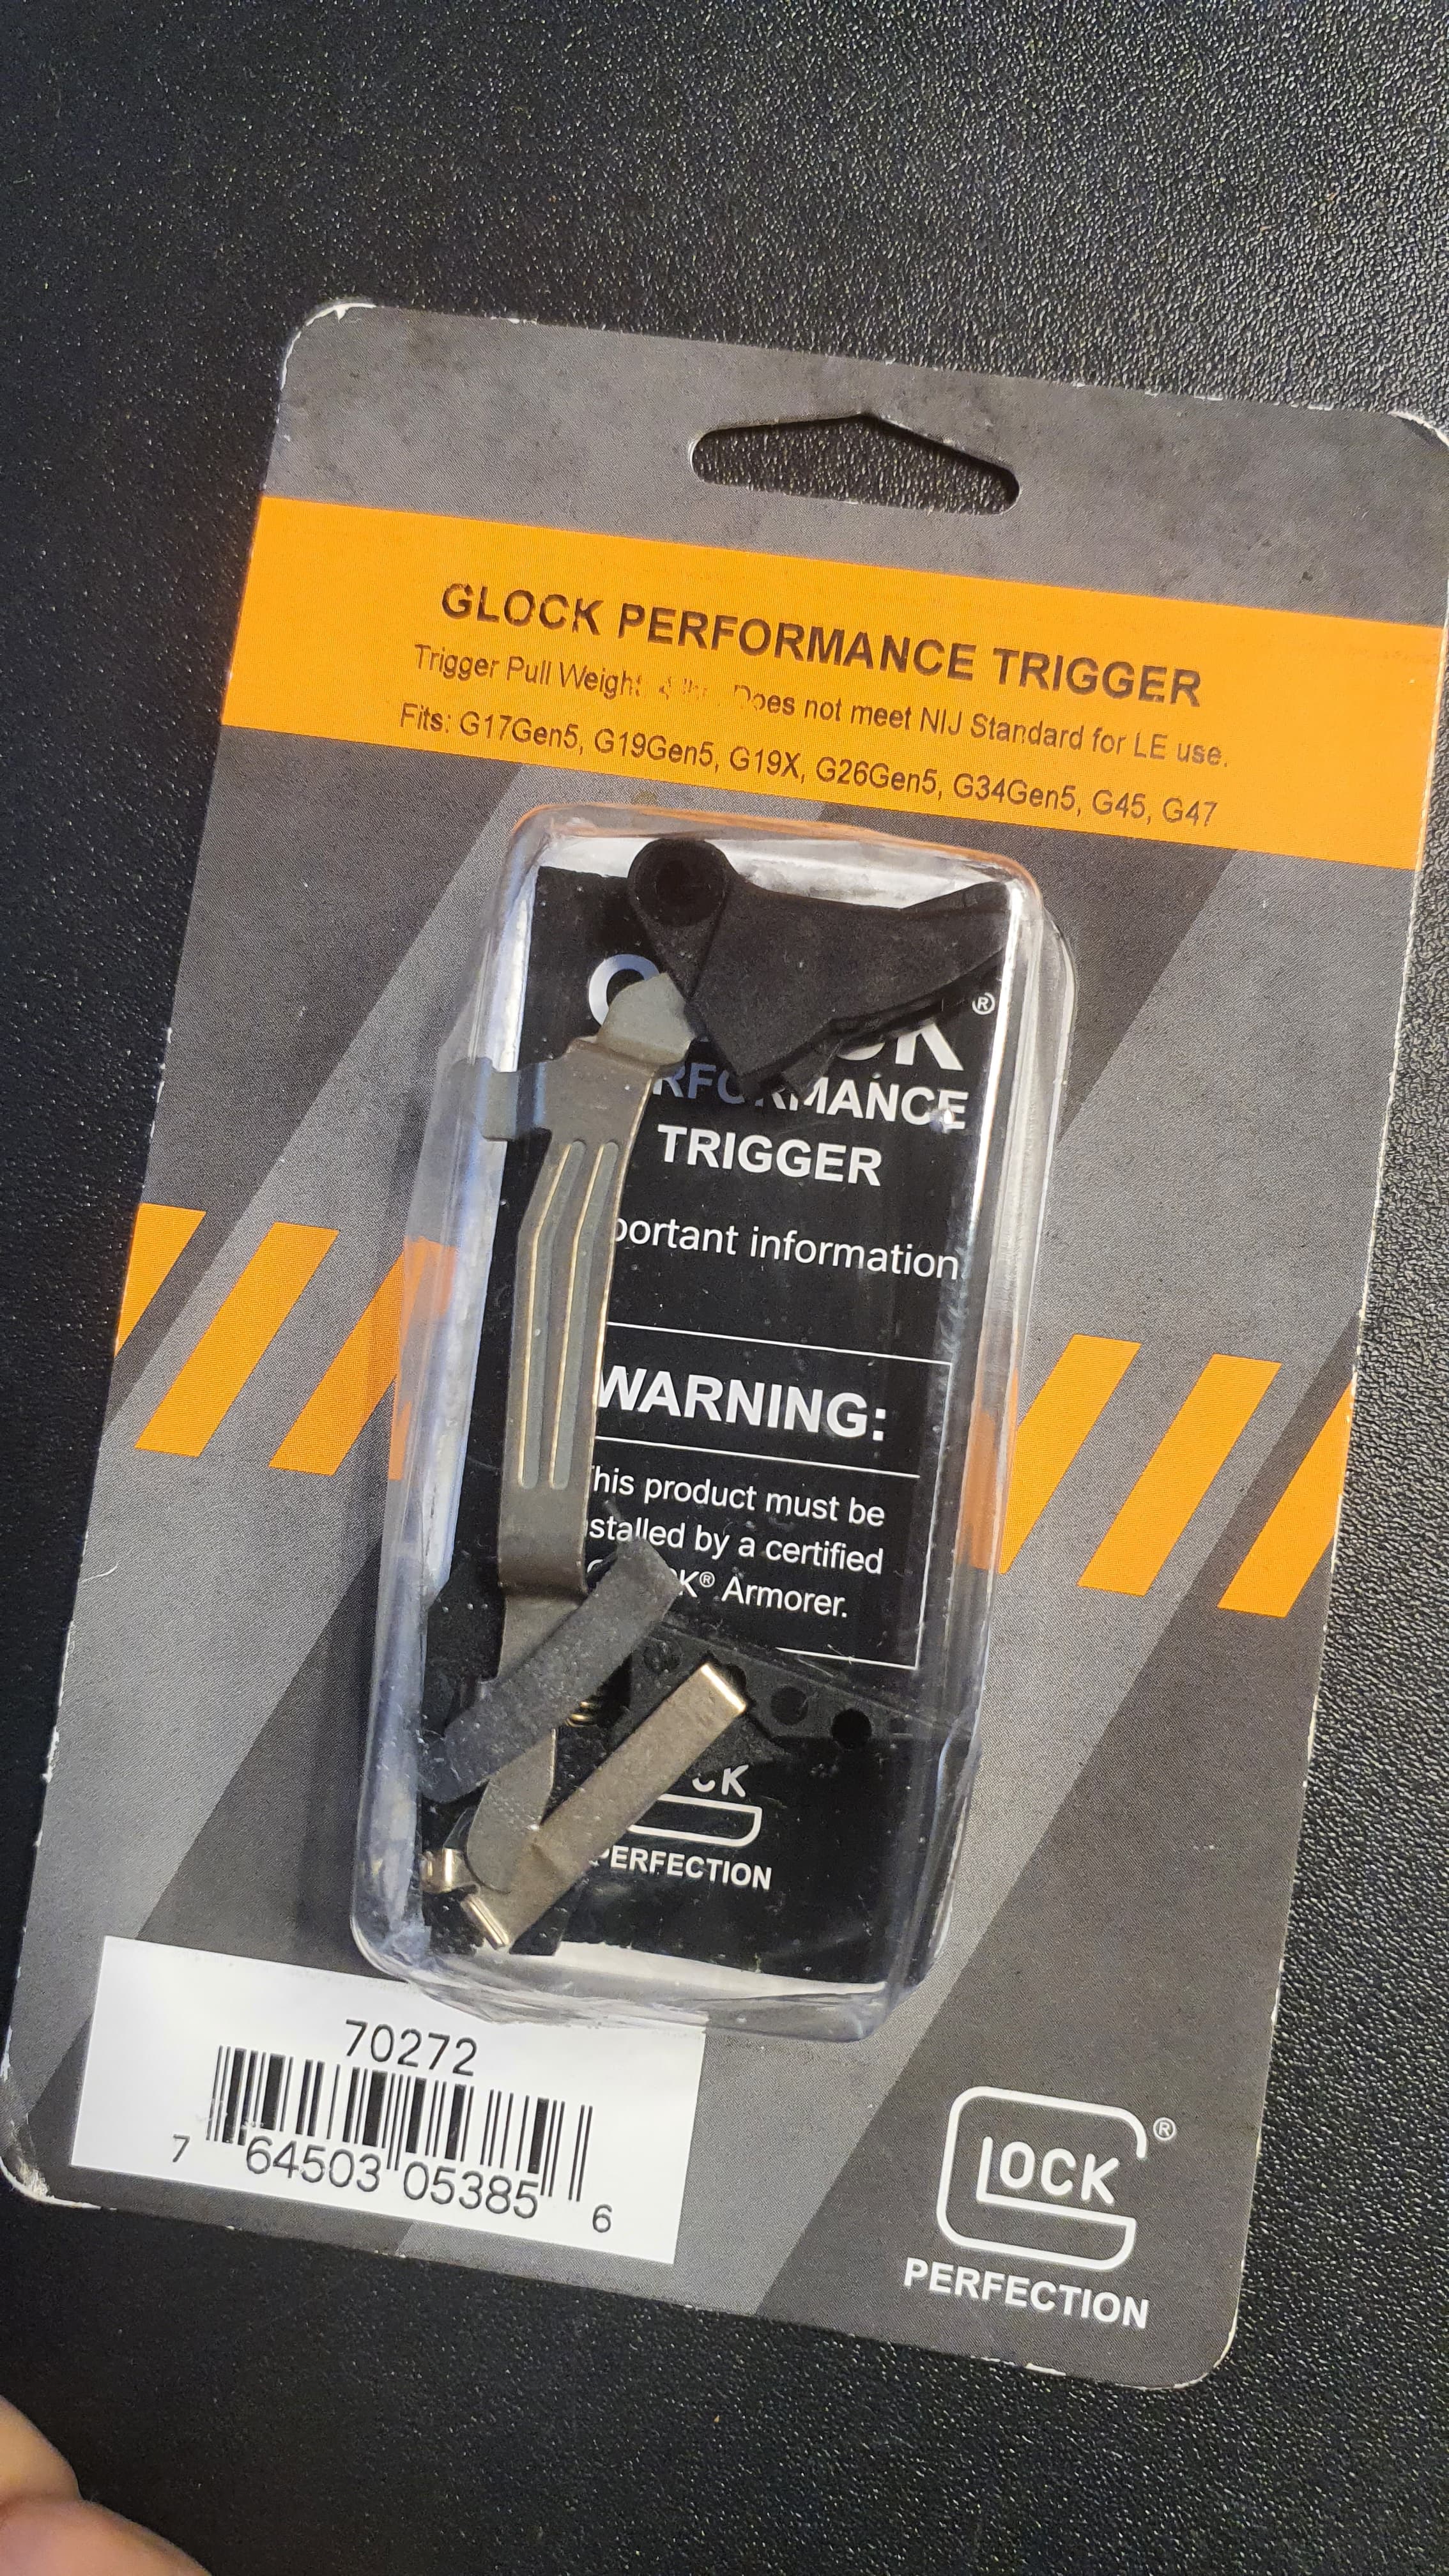 GLOCK PERFORMANCE TRIGGER
Trigger Pull Weight Does not meet NIJ Standard for LE use.
Fits: G17Gen5, G19Gen5, G19X, G26Gen5, G34Gen5, G45, G47
®
RFORMANCE
TRIGGER
portant information
WARNING:
his product must be
stalled by a certified
K® Armorer.
CK
PERFECTION
70272
7 64503 05385 6
GLOCK ®
PERFECTION